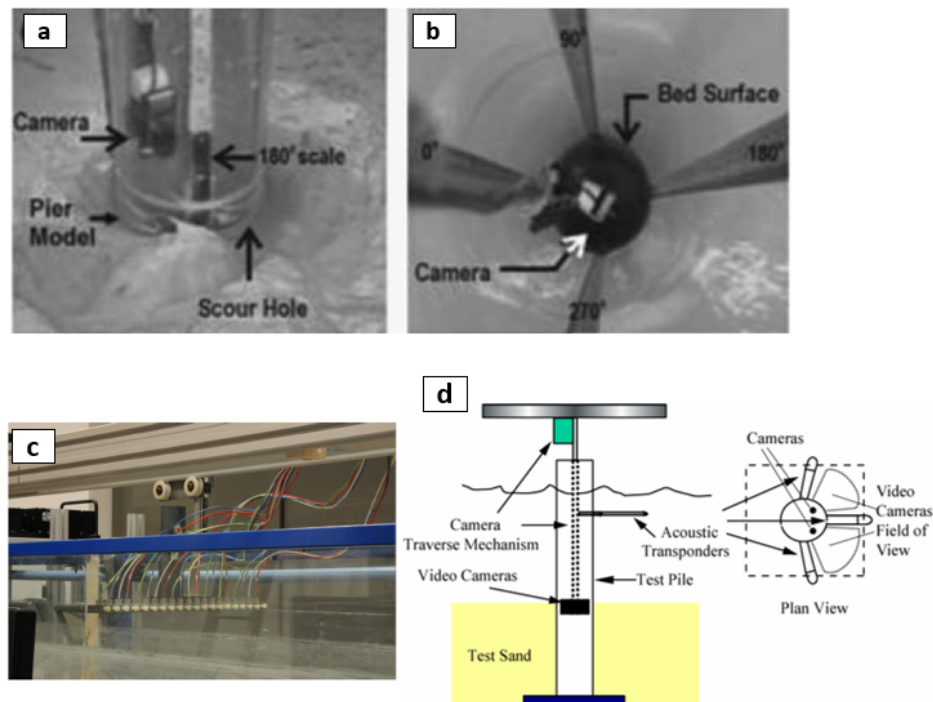 a
Camera
180° scale
Pier
Model
Scour Hole
b
90°
Bed Surface
0°
180°
Camera
270°
c
d
Cameras
Camera
Traverse Mechanism
Acoustic
Transponders
Video
Cameras
Field of
View
Video Cameras
Test Pile
Plan View
Test Sand